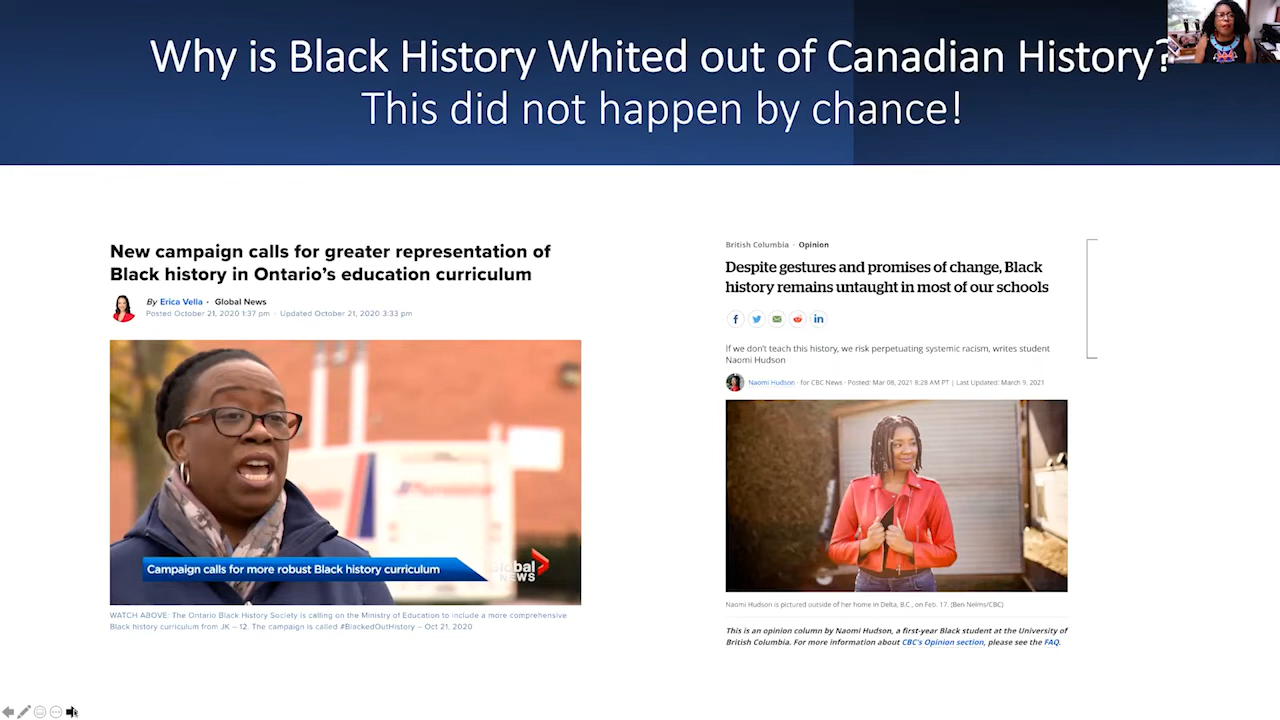 Why is Black History Whited out of Canadian History?
This did not happen by chance!
New campaign calls for greater representation of
Black history in Ontario's education curriculum
By Erica Vella · Global News
Posted October 21, 2020 1:37 pm · Updated October 21, 2020 3:33 pm
Campaign calls for more robust Black history curriculum
Global
NEWS
WATCH ABOVE: The Ontario Black History Society is calling on the Ministry of Education to include a more comprehensive
Black history curriculum from JK – 12. The campaign is called #BlackedOutHistory – Oct 21, 2020
British Columbia · Opinion
Despite gestures and promises of change, Black
history remains untaught in most of our schools
If we don't teach this history, we risk perpetuating systemic racism, writes student
Naomi Hudson
Naomi Hudson · for CBC News · Posted: Mar 08, 2021 8:28 AM PT | Last Updated: March 9, 2021
Naomi Hudson is pictured outside of her home in Delta, B.C., on Feb. 17. (Ben Nelms/CBC)
This is an opinion column by Naomi Hudson, a first-year Black student at the University of
British Columbia. For more information about CBC's Opinion section, please see the FAQ.